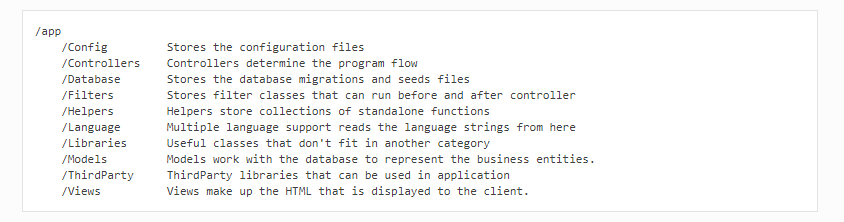 /app
/Config Stores the configuration files
/Controllers Controllers determine the program flow
/Database Stores the database migrations and seeds files
/Filters Stores filter classes that can run before and after controller
/Helpers Helpers store collections of standalone functions
/Language Multiple language support reads the language strings from here
/Libraries Useful classes that don't fit in another category
/Models Models work with the database to represent the business entities.
/ThirdParty ThirdParty libraries that can be used in application
/Views Views make up the HTML that is displayed to the client.